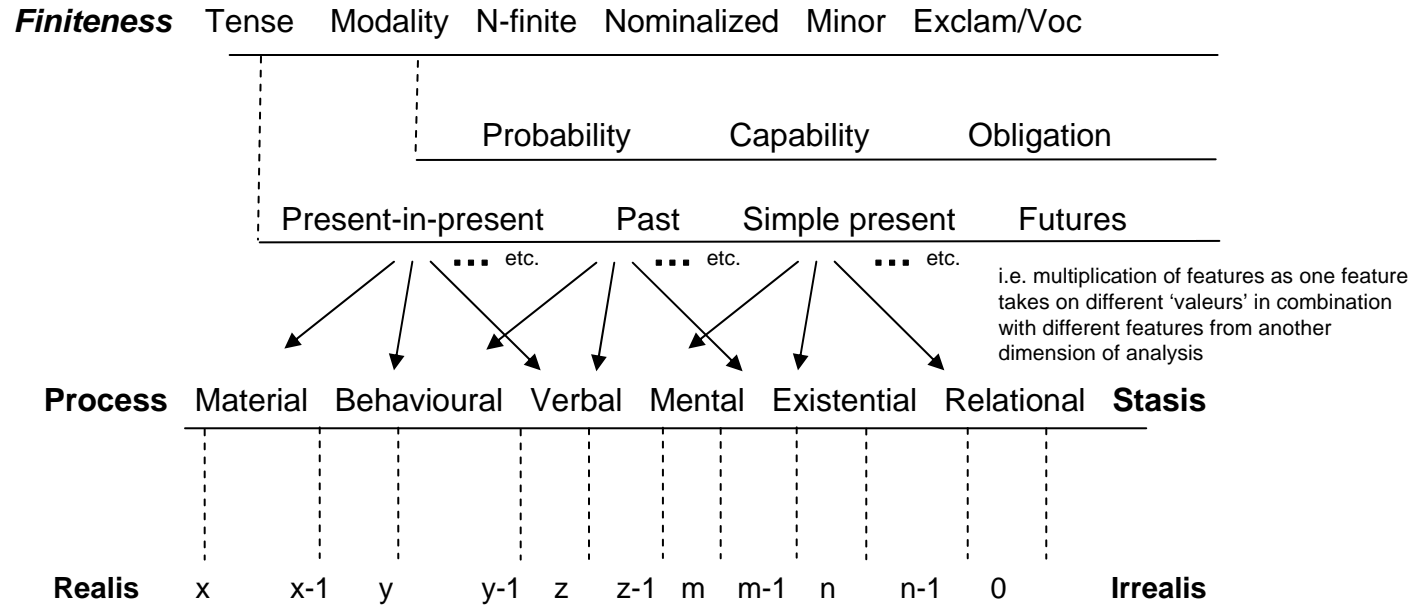 Finiteness Tense Modality N-finite Nominalized Minor Exclam/Voc
Probability Capability Obligation
Present-in-present Past Simple present Futures
... etc. ... etc. ... etc.
i.e. multiplication of features as one feature
takes on different ‘valeurs’ in combination
with different features from another
dimension of analysis
Process Material Behavioural Verbal Mental Existential Relational Stasis
Realis x x-1 y y-1 z z-1 m m-1 n n-1 0 Irrealis